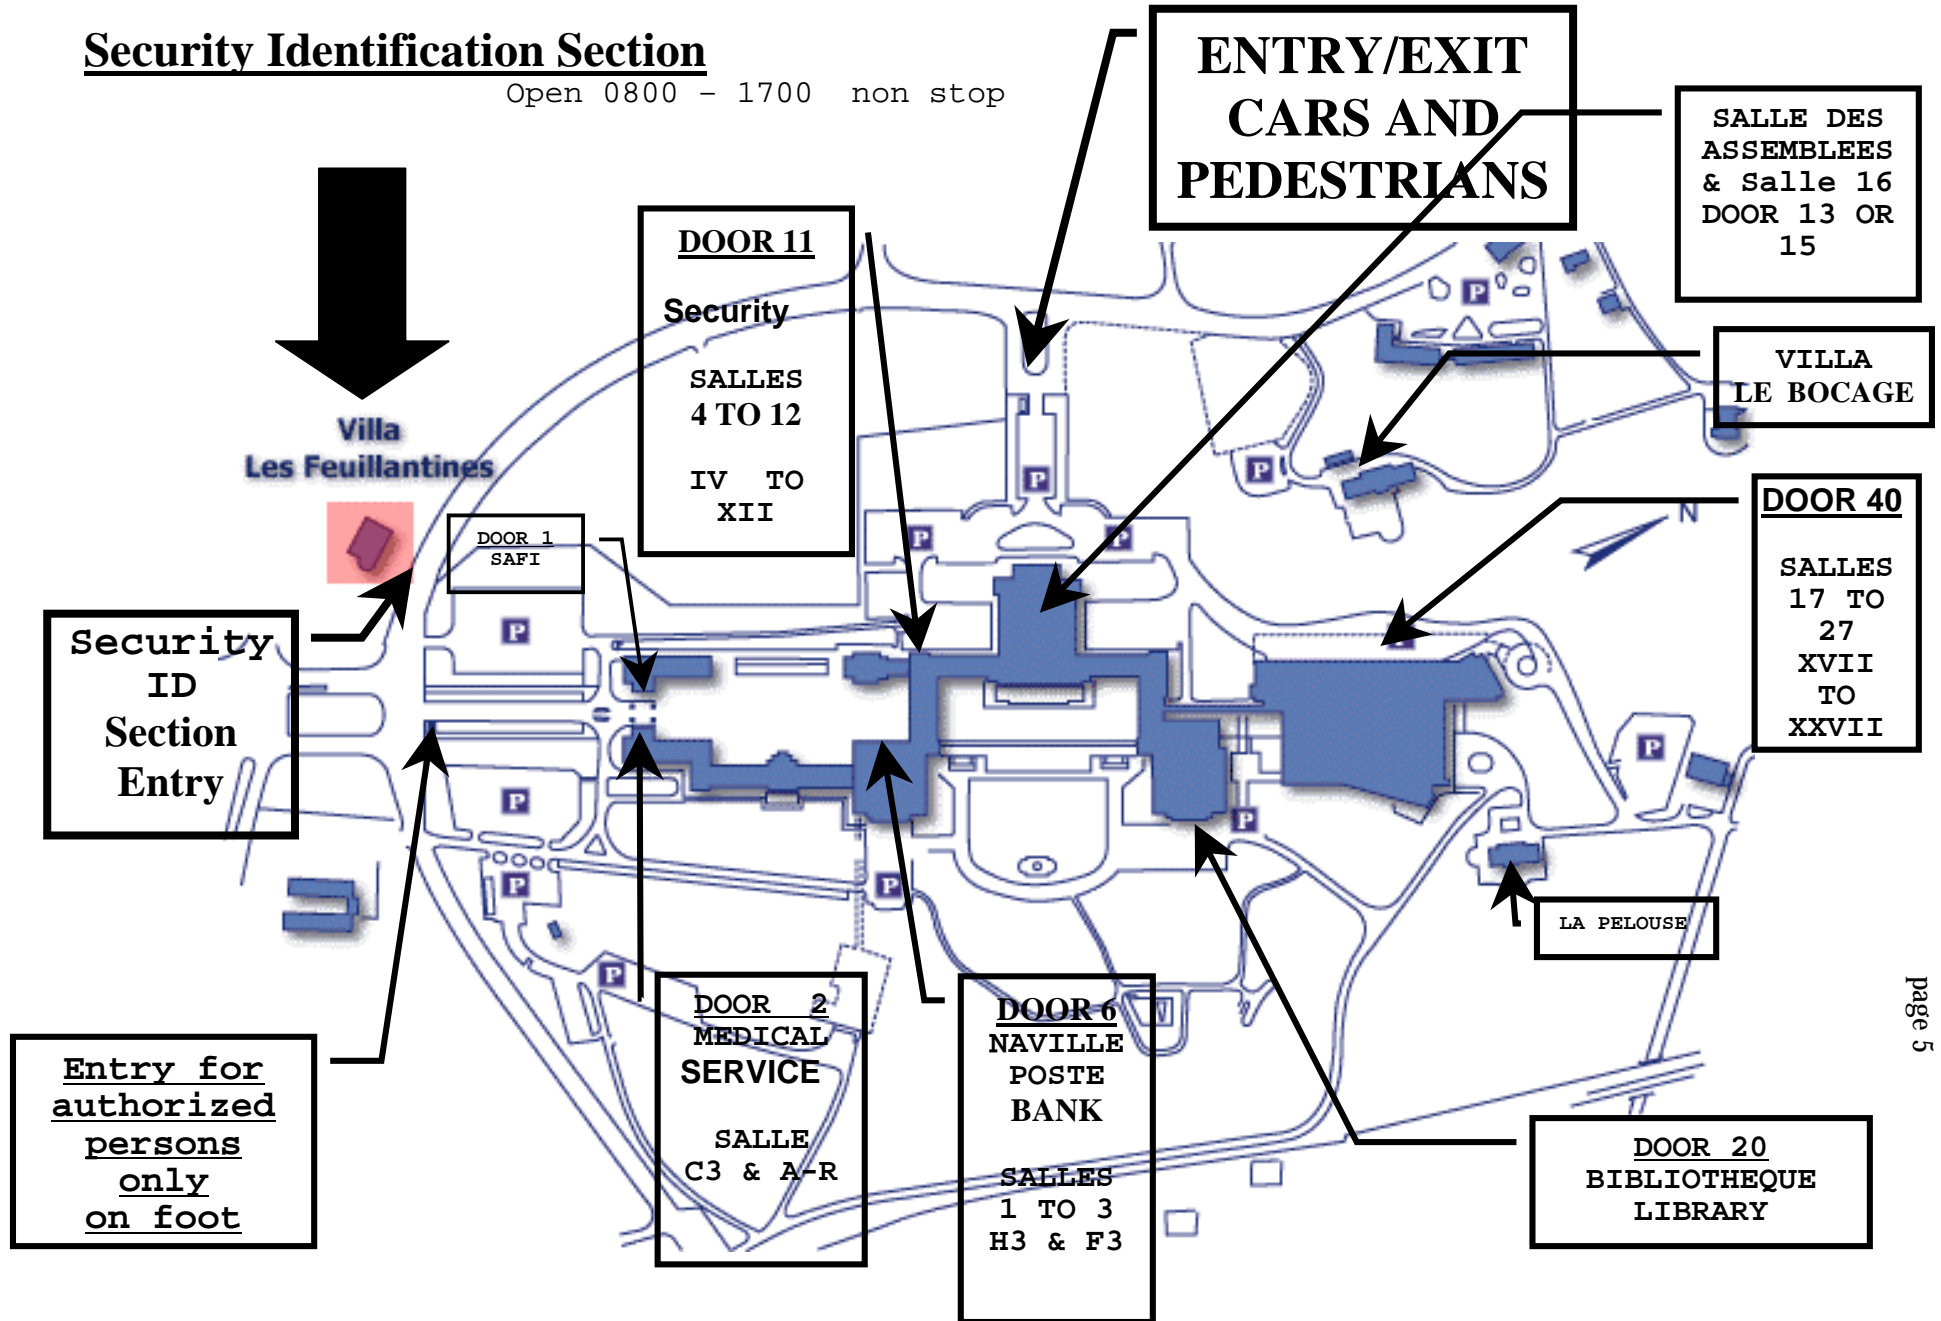 Security Identification Section
Open 0800 – 1700 non stop
ENTRY/EXIT
CARS AND
PEDESTRIANS
SALLE DES
ASSEMBLEES
& Salle 16
DOOR 13 OR
15
DOOR 11
Security
SALLES
4 TO 12
IV TO
XII
VILLA
LE BOCAGE
Villa
Les Feuillantines
DOOR 1
SAFI
DOOR 40
SALLES
17 TO
27
XVII
TO
XXVII
N
P
P
P
P
P
P
P
P
P
P
P
P
P
Security
ID
Section
Entry
LA PELOUSE
page 5
Entry for
authorized
persons
only
on foot
DOOR 2
MEDICAL
SERVICE
SALLE
C3 & A-R
DOOR 6
NAVILLE
POSTE
BANK
SALLES
1 TO 3
H3 & F3
DOOR 20
BIBLIOTHEQUE
LIBRARY